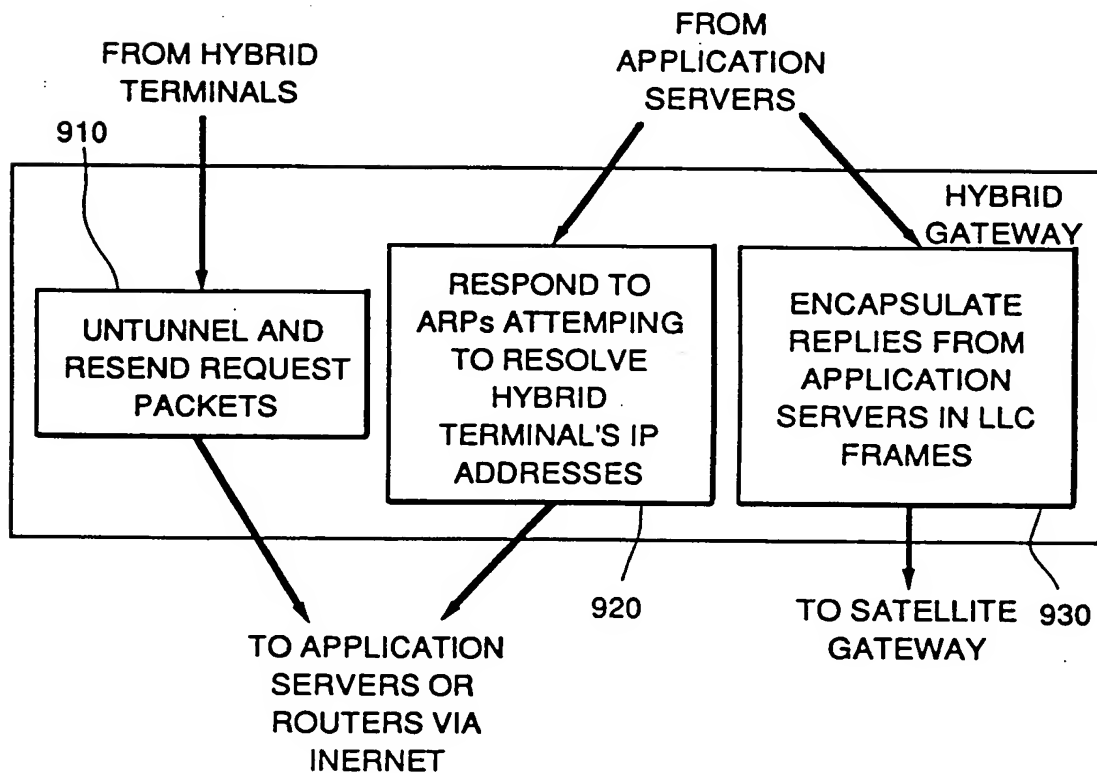 FROM HYBRID
TERMINALS
FROM
APPLICATION
SERVERS
910
HYBRID
GATEWAY
UNTUNNEL AND
RESEND REQUEST
PACKETS
RESPOND TO
ARPs ATTEMPING
TO RESOLVE
HYBRID
TERMINAL'S IP
ADDRESSES
ENCAPSULATE
REPLIES FROM
APPLICATION
SERVERS IN LLC
FRAMES
920
930
TO APPLICATION
SERVERS OR
ROUTERS VIA
INERNET
TO SATELLITE
GATEWAY